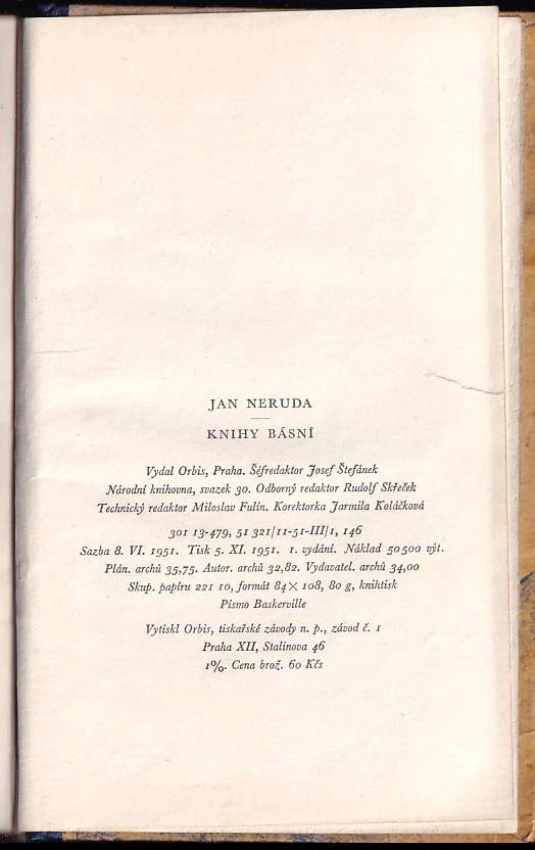 JAN NERUDA
KNIHY BÁSNÍ
Vydal Orbis, Praha. Šéfredaktor Josef Štefánek
Národní knihovna, svazek 30. Odborný redaktor Rudolf Skřeček
Technický redaktor Miloslav Fulín. Korektorka Jarmila Koláčková
301 13-479, 51 321/11-51-III/1, 146
Sazba 8. VI. 1951. Tisk 5. XI. 1951. 1. vydání. Náklad 50 500 výt.
Plán. archů 35,75. Autor. archů 32,82. Vydavatel. archů 34,00
Skup. papíru 221 10, formát 84 × 108, 80 g, knihtisk
Písmo Baskerville
Vytiskl Orbis, tiskařské závody n. p., závod č. 1
Praha XII, Stalinova 46
1%. Cena brož. 60 Kčs